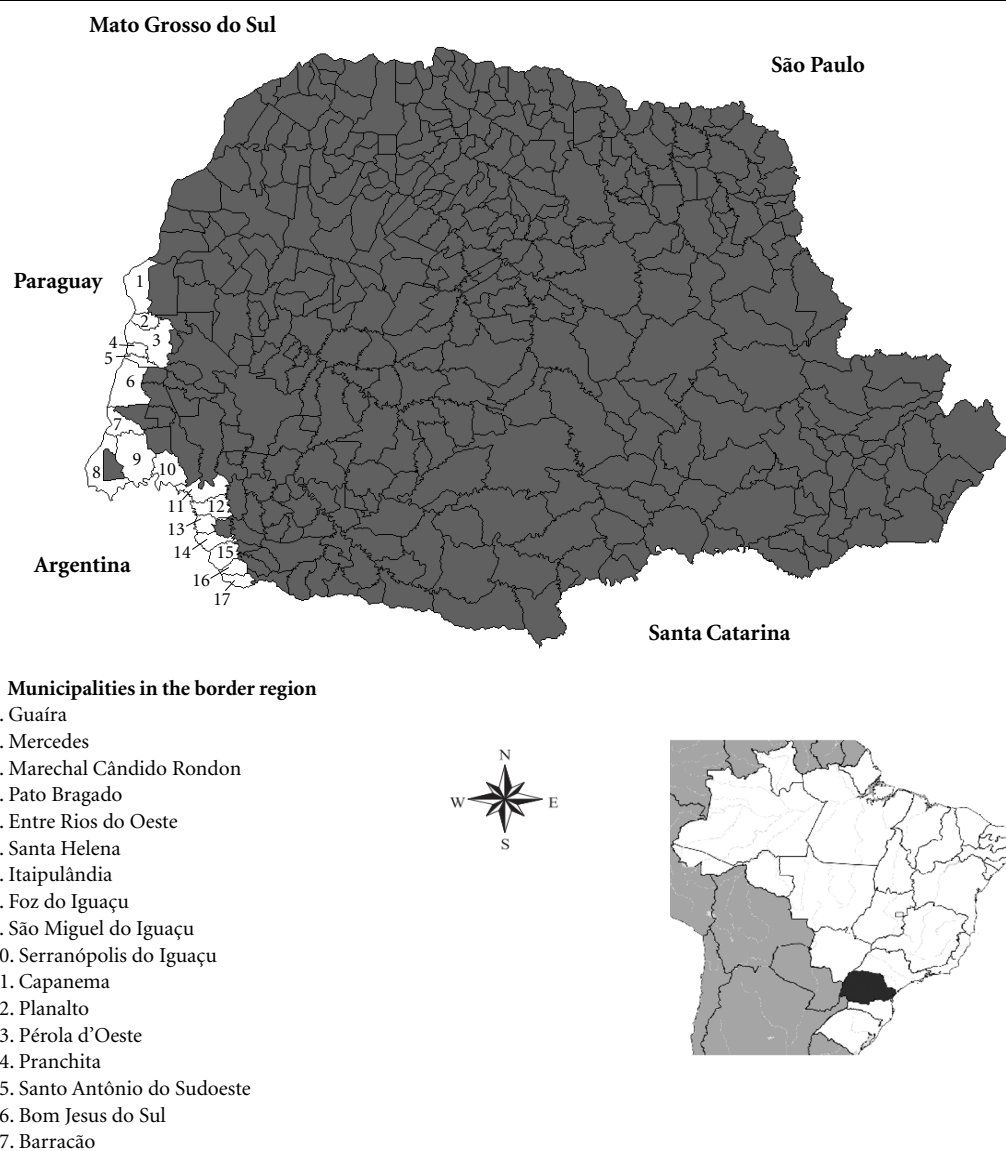 Mato Grosso do Sul
São Paulo
Paraguay
1
2
3
4
5
6
7
8
9
10
11
12
13
14
15
16
17
Argentina
Santa Catarina
Municipalities in the border region
. Guaíra
. Mercedes
. Marechal Cândido Rondon
. Pato Bragado
. Entre Rios do Oeste
. Santa Helena
. Itaipulândia
. Foz do Iguaçu
. São Miguel do Iguaçu
0. Serranópolis do Iguaçu
1. Capanema
2. Planalto
3. Pérola d’Oeste
4. Pranchita
5. Santo Antônio do Sudoeste
6. Bom Jesus do Sul
7. Barracão
N
W
E
S